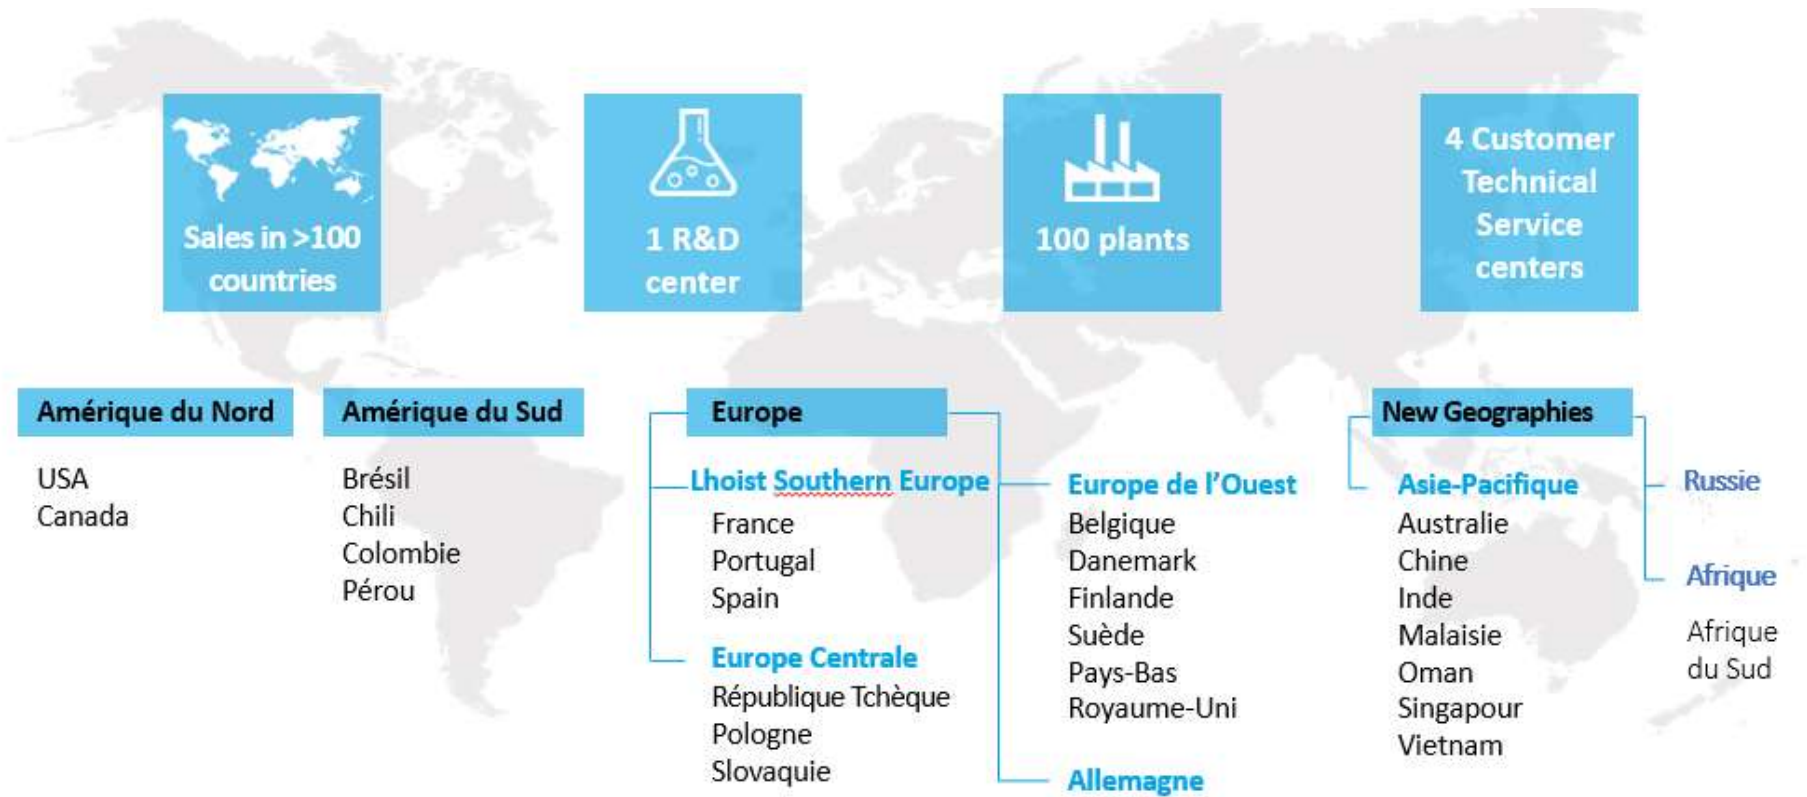 Sales in >100
countries
1 R&D
center
100 plants
4 Customer
Technical
Service
centers
Amérique du Nord
USA
Canada
Amérique du Sud
Brésil
Chili
Colombie
Pérou
Europe
Lhoist Southern Europe
France
Portugal
Spain
Europe Centrale
République Tchèque
Pologne
Slovaquie
Europe de l’Ouest
Belgique
Danemark
Finlande
Suède
Pays-Bas
Royaume-Uni
Allemagne
New Geographies
Asie-Pacifique
Australie
Chine
Inde
Malaisie
Oman
Singapour
Vietnam
Russie
Afrique
Afrique
du Sud